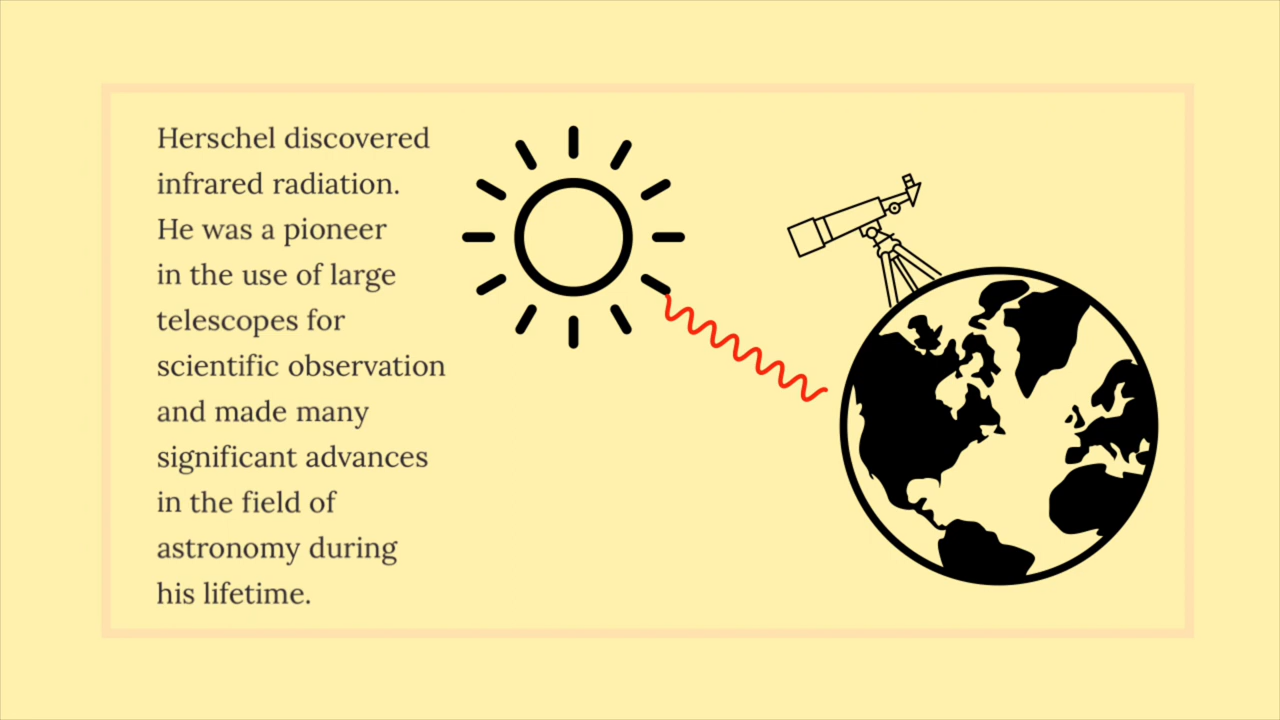 Herschel discovered
infrared radiation.
He was a pioneer
in the use of large
telescopes for
scientific observation
and made many
significant advances
in the field of
astronomy during
his lifetime.